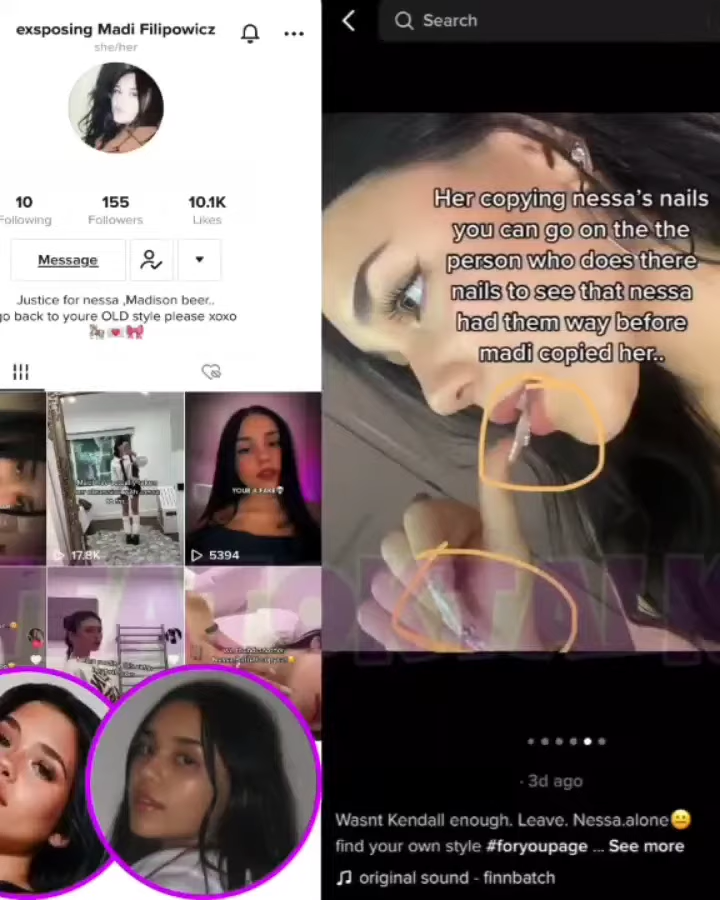 exsposing Madi Filipowicz
she/her
10
155
10.1K
Following
Followers
Likes
Message
Justice for nessa ,Madison beer..
go back to youre OLD style please xoxo
17.8K
YOUR A FAKE💀
5394
Search
Her copying nessa's nails
you can go on the the
person who does there
nails to see that nessa
had them way before
madi copied her..
TEATOKTALK
· 3d ago
Wasnt Kendall enough. Leave. Nessa.alone😐
find your own style #foryoupage ... See more
original sound - finnbatch